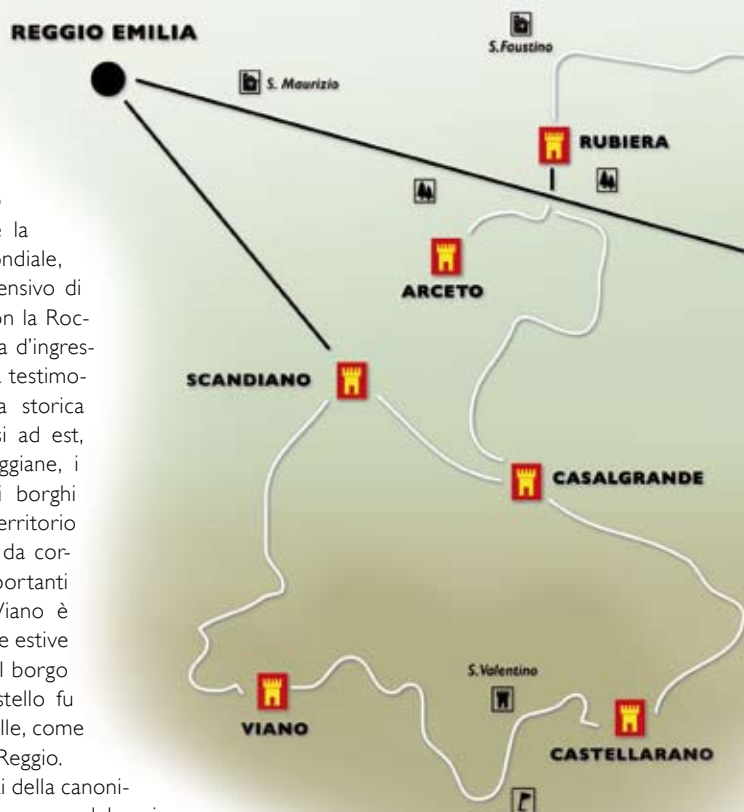 REGGIO EMILIA
S. Maurizio
S. Faustino
RUBIERA
ARCETO
SCANDIANO
CASALGRANDE
S. Valentino
VIANO
CASTELLARANO
e la
ondiale,
ensivo di
on la Roc-
a d'ingres-
a testimo-
a storica
si ad est,
ggiane, i
i borghi
erritorio
da cor-
portanti
Viano è
e estive
l borgo
stello fu
lle, come
Reggio.
i della canoni-